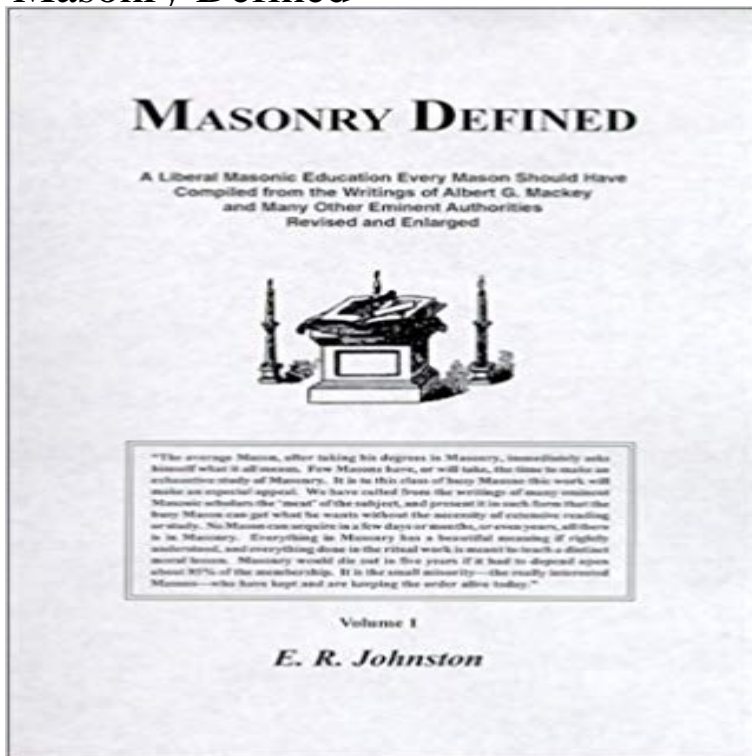 Masonry Defined
MASONRY DEFINED
A Liberal Masonic Education Every Mason Should Have
Compiled from the Writings of Albert G. Mackey
and Many Other Eminent Authorities
Revised and Enlarged
"The average Mason, after taking his degrees in Masonry, immediately asks
himself what it all means. Few Masons have, or will take, the time to make an
exhaustive study of Masonry. It is to this class of busy Masons this work will
make an especial appeal. We have culled from the writings of many eminent
Masonic scholars the "meat" of the subject, and present it in such form that the
busy Mason can get what he wants without the necessity of extensive reading
or study. No Mason can acquire in a few days or months, or even years, all there
is in Masonry. Everything in Masonry has a beautiful meaning if rightly
understood, and everything done in the ritual work is meant to teach a distinct
moral lesson. Masonry would die out in five years if it had to depend upon
about 95% of the membership. It is the small minority—the really interested
Masons—who have kept and are keeping the order alive today."
Volume I
E. R. Johnston